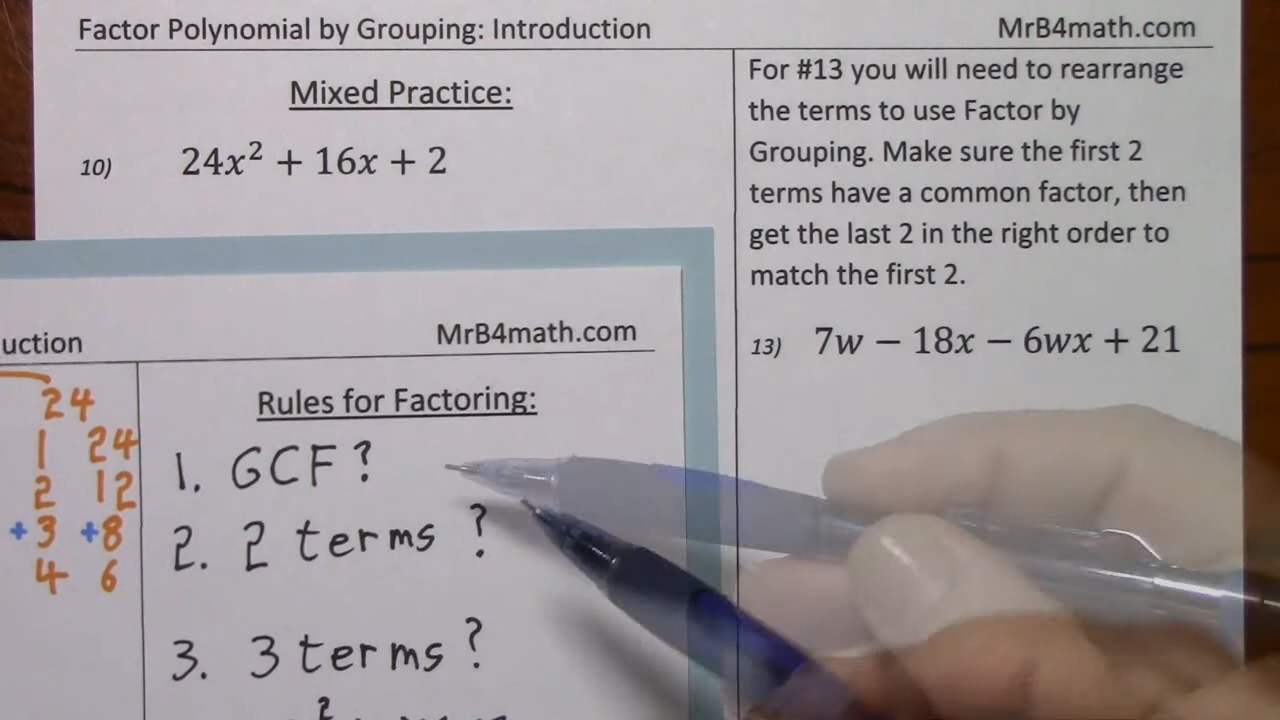 Factor Polynomial by Grouping: Introduction
MrB4math.com
Mixed Practice:
10) 24x² + 16x + 2
For #13 you will need to rearrange
the terms to use Factor by
Grouping. Make sure the first 2
terms have a common factor, then
get the last 2 in the right order to
match the first 2.
13) 7w − 18x − 6wx + 21
uction
MrB4math.com
24
1 24
2 12
+3 +8
4 6
Rules for Factoring:
1. GCF?
2. 2 terms?
3. 3 terms?